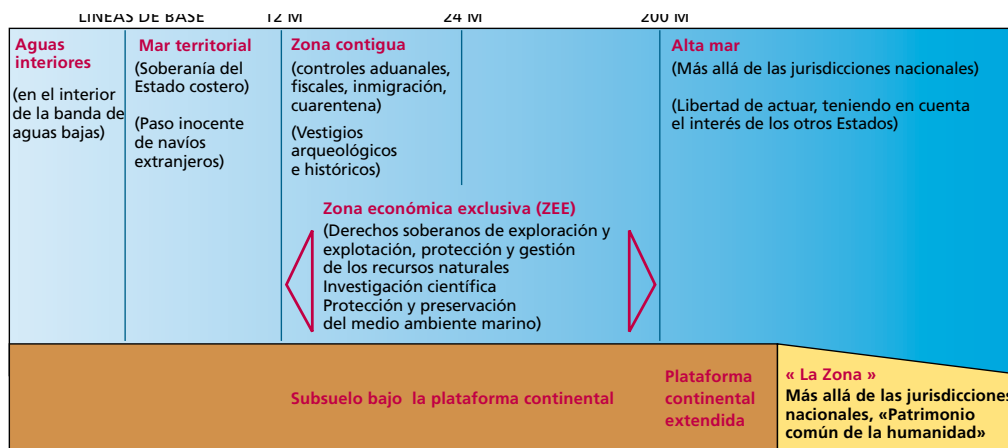 LÍNEAS DE BASE
12 M
24 M
200 M
Aguas
interiores
(en el interior
de la banda de
aguas bajas)
Mar territorial
(Soberanía del
Estado costero)
(Paso inocente
de navíos
extranjeros)
Zona contigua
(controles aduanales,
fiscales, inmigración,
cuarentena)
(Vestigios
arqueológicos
e históricos)
Alta mar
(Más allá de las jurisdicciones nacionales)
(Libertad de actuar, teniendo en cuenta
el interés de los otros Estados)
Zona económica exclusiva (ZEE)
(Derechos soberanos de exploración y
explotación, protección y gestión
de los recursos naturales
Investigación científica
Protección y preservación
del medio ambiente marino)
Subsuelo bajo la plataforma continental
Plataforma
continental
extendida
« La Zona »
Más allá de las jurisdicciones
nacionales, «Patrimonio
común de la humanidad»